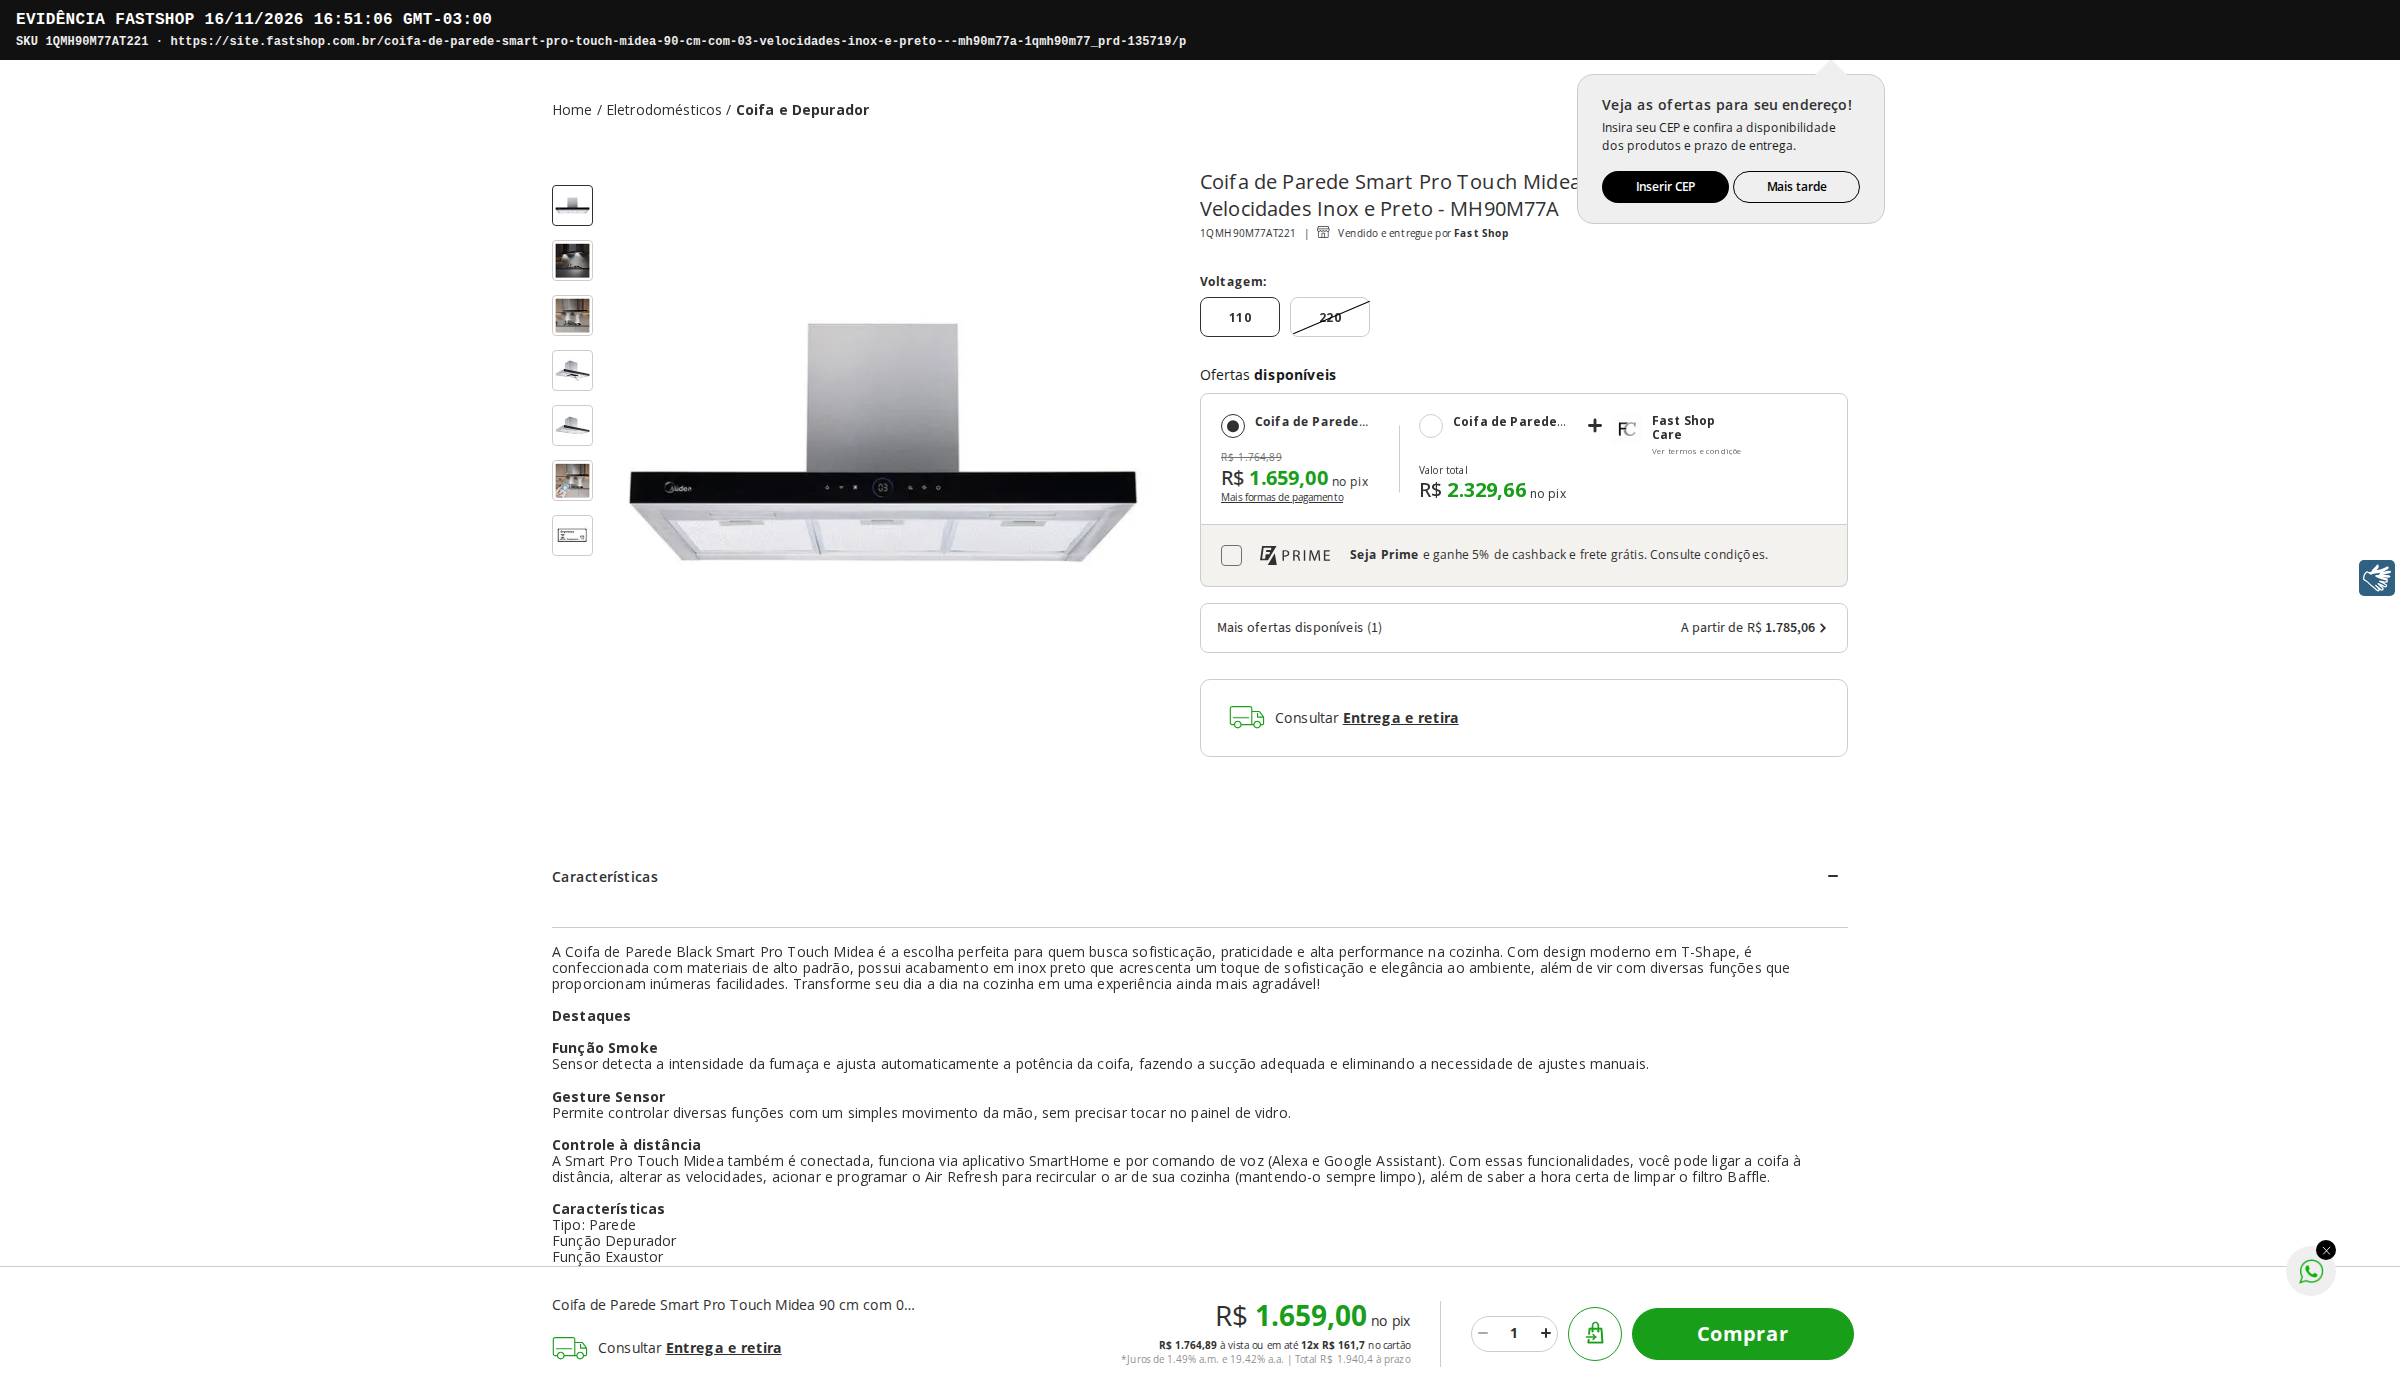 EVIDÊNCIA FASTSHOP 16/11/2026 16:51:06 GMT-03:00
SKU 1QMH90M77AT221 · https://site.fastshop.com.br/coifa-de-parede-smart-pro-touch-midea-90-cm-com-03-velocidades-inox-e-preto---mh90m77a-1qmh90m77_prd-135719/p
Veja as ofertas para seu endereço!
Insira seu CEP e confira a disponibilidade
dos produtos e prazo de entrega.
Inserir CEP
Mais tarde
Home / Eletrodomésticos / Coifa e Depurador
Coifa de Parede Smart Pro Touch Midea
Velocidades Inox e Preto - MH90M77A
1QMH90M77AT221 | Vendido e entregue por Fast Shop
Voltagem:
110
220
Ofertas disponíveis
Coifa de Parede...
R$ 1.764,89
R$ 1.659,00 no pix
Mais formas de pagamento
Coifa de Parede...
+ FC Fast Shop
Care
Ver termos e condiçõe
Valor total
R$ 2.329,66 no pix
PRIME Seja Prime e ganhe 5% de cashback e frete grátis. Consulte condições.
Mais ofertas disponíveis (1)
A partir de R$ 1.785,06
Consultar Entrega e retira
Midea
03
Características
A Coifa de Parede Black Smart Pro Touch Midea é a escolha perfeita para quem busca sofisticação, praticidade e alta performance na cozinha. Com design moderno em T-Shape, é
confeccionada com materiais de alto padrão, possui acabamento em inox preto que acrescenta um toque de sofisticação e elegância ao ambiente, além de vir com diversas funções que
proporcionam inúmeras facilidades. Transforme seu dia a dia na cozinha em uma experiência ainda mais agradável!
Destaques
Função Smoke
Sensor detecta a intensidade da fumaça e ajusta automaticamente a potência da coifa, fazendo a sucção adequada e eliminando a necessidade de ajustes manuais.
Gesture Sensor
Permite controlar diversas funções com um simples movimento da mão, sem precisar tocar no painel de vidro.
Controle à distância
A Smart Pro Touch Midea também é conectada, funciona via aplicativo SmartHome e por comando de voz (Alexa e Google Assistant). Com essas funcionalidades, você pode ligar a coifa à
distância, alterar as velocidades, acionar e programar o Air Refresh para recircular o ar de sua cozinha (mantendo-o sempre limpo), além de saber a hora certa de limpar o filtro Baffle.
Características
Tipo: Parede
Função Depurador
Função Exaustor
Coifa de Parede Smart Pro Touch Midea 90 cm com 0...
Consultar Entrega e retira
R$ 1.659,00 no pix
R$ 1.764,89 à vista ou em até 12x R$ 161,7 no cartão
*Juros de 1.49% a.m. e 19.42% a.a. | Total R$ 1.940,4 à prazo
1
Comprar